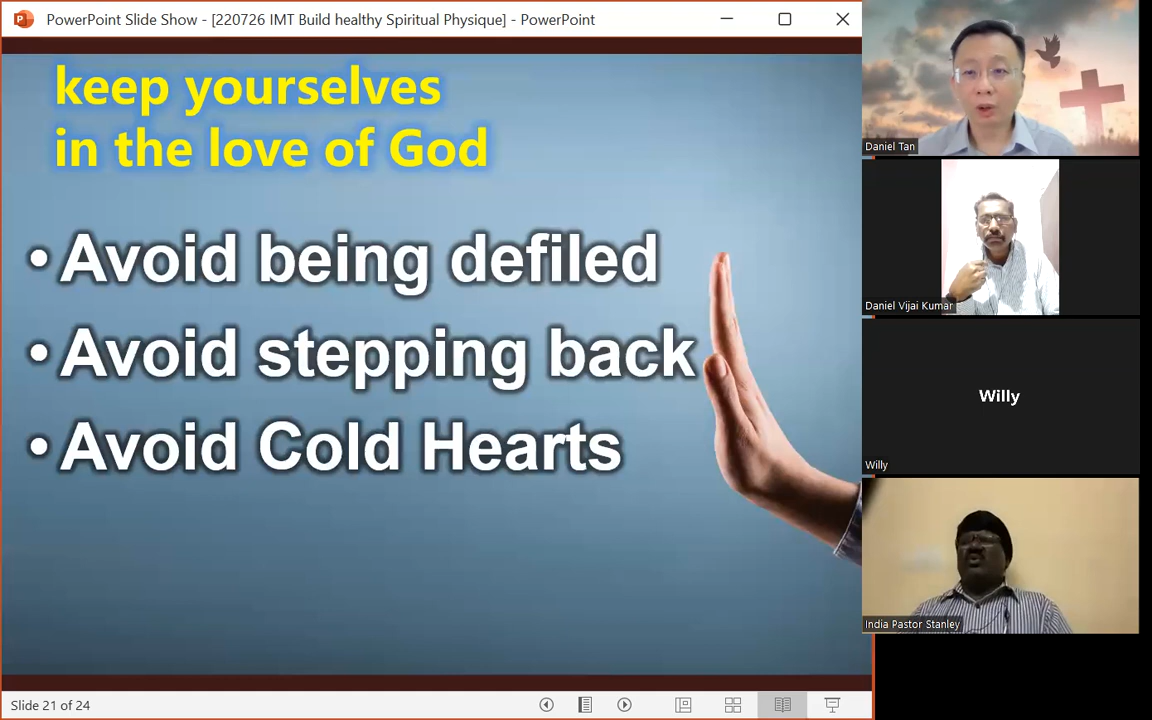 PowerPoint Slide Show - [220726 IMT Build healthy Spiritual Physique] - PowerPoint
keep yourselves
in the love of God
• Avoid being defiled
• Avoid stepping back
• Avoid Cold Hearts
Slide 21 of 24
Daniel Tan
Daniel Vijai Kumar
Willy
Willy
India Pastor Stanley